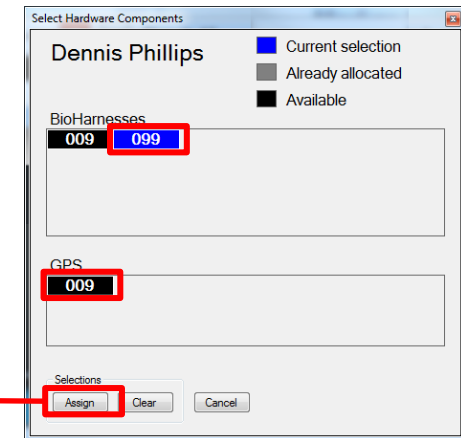 Select Hardware Components
Dennis Phillips
Current selection
Already allocated
Available
BioHarnesses
009 099
GPS
009
Selections
Assign Clear Cancel